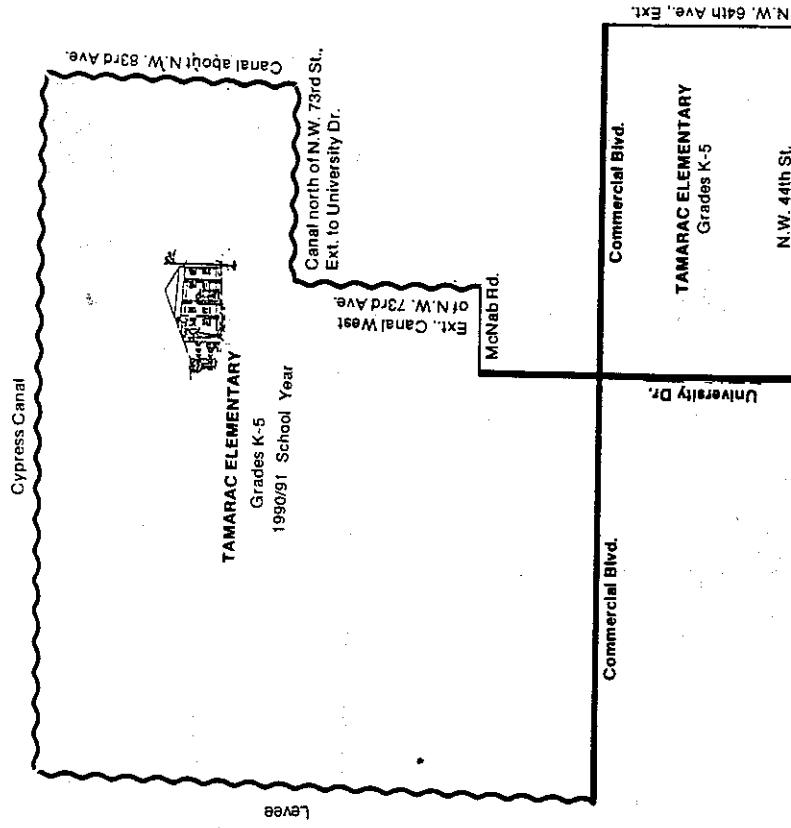 Cypress Canal
Canal about N.W. 83rd Ave.
TAMARAC ELEMENTARY
Grades K-5
1990/91 School Year
Canal north of N.W. 73rd St.,
Ext. to University Dr.
Ext., Canal West
of N.W. 73rd Ave.
McNab Rd.
Levee
Commercial Blvd.
Commercial Blvd.
N.W. 64th Ave., Ext.
University Dr.
TAMARAC ELEMENTARY
Grades K-5
N.W. 44th St.